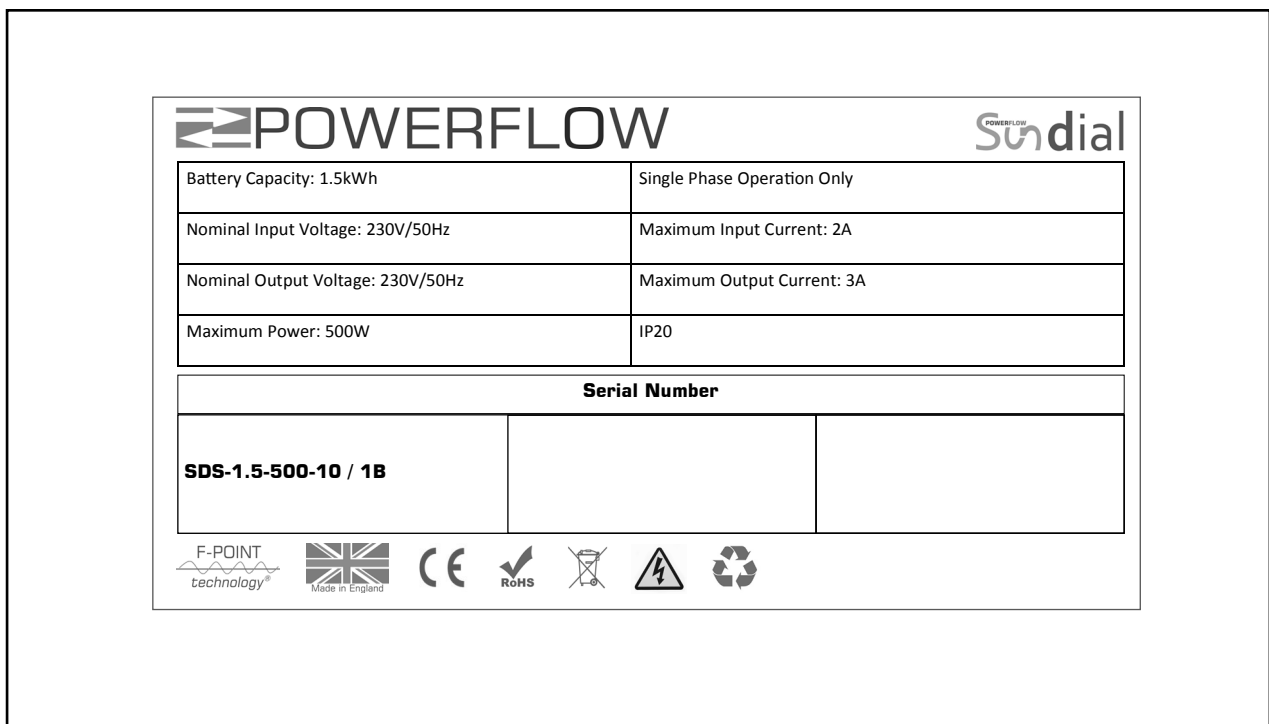 POWERFLOW
POWERFLOW
Sundial
Battery Capacity: 1.5kWh
Single Phase Operation Only
Nominal Input Voltage: 230V/50Hz
Maximum Input Current: 2A
Nominal Output Voltage: 230V/50Hz
Maximum Output Current: 3A
Maximum Power: 500W
IP20
Serial Number
SDS-1.5-500-10 / 1B
F-POINT
technology®
Made in England
CE
RoHS